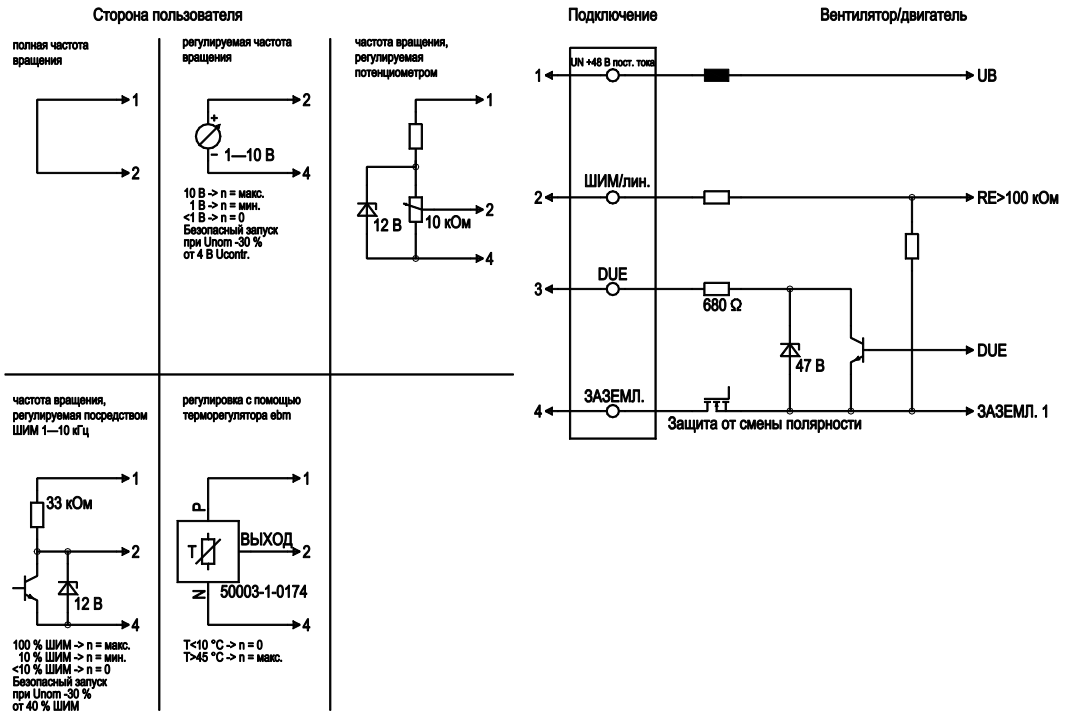 Сторона пользователя
Подключение
Вентилятор/двигатель
полная частота
вращения
1
2
регулируемая частота
вращения
2
+
–
1—10 В
4
10 В -> n = макс.
1 В -> n = мин.
<1 В -> n = 0
Безопасный запуск
при Unom -30 %
от 4 В Ucontr.
частота вращения,
регулируемая
потенциометром
1
12 В
10 кОм
2
4
частота вращения,
регулируемая посредством
ШИМ 1—10 кГц
1
33 кОм
2
12 В
4
100 % ШИМ -> n = макс.
10 % ШИМ -> n = мин.
<10 % ШИМ -> n = 0
Безопасный запуск
при Unom -30 %
от 40 % ШИМ
регулировка с помощью
терморегулятора ebm
1
P
T
ВЫХОД
2
N
50003-1-0174
4
T<10 °C -> n = 0
T>45 °C -> n = макс.
UN +48 В пост. тока
1
UB
ШИМ/лин.
2
RE>100 кОм
DUE
3
680 Ω
47 В
DUE
ЗАЗЕМЛ.
4
ЗАЗЕМЛ. 1
Защита от смены полярности